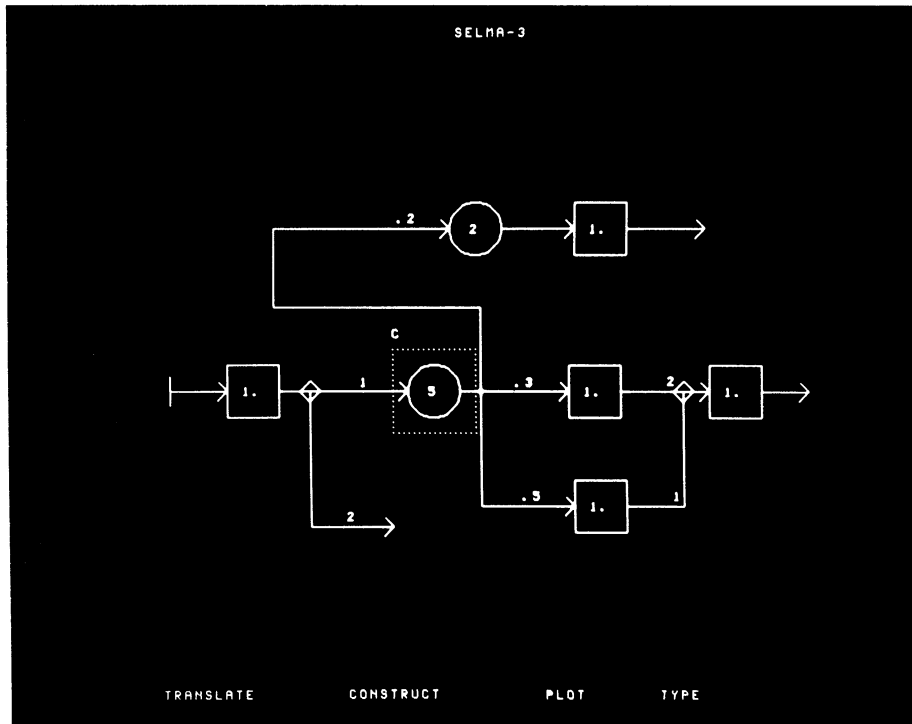 SELMA-3
.2 2 1.
C
1. 1 5 .3 1. 2 1.
.5 1. 1
2
TRANSLATE CONSTRUCT PLOT TYPE